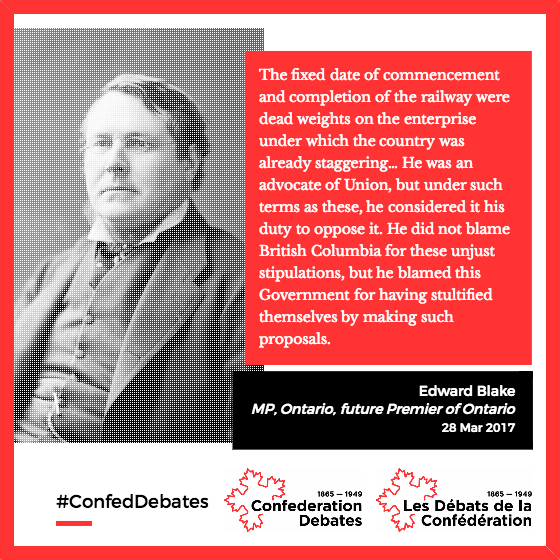 The fixed date of commencement
and completion of the railway were
dead weights on the enterprise
under which the country was
already staggering... He was an
advocate of Union, but under such
terms as these, he considered it his
duty to oppose it. He did not blame
British Columbia for these unjust
stipulations, but he blamed this
Government for having stultified
themselves by making such
proposals.
Edward Blake
MP, Ontario, future Premier of Ontario
28 Mar 2017
#ConfedDebates
1865 — 1949
Confederation
Debates
1865 — 1949
Les Débats de la
Confédération